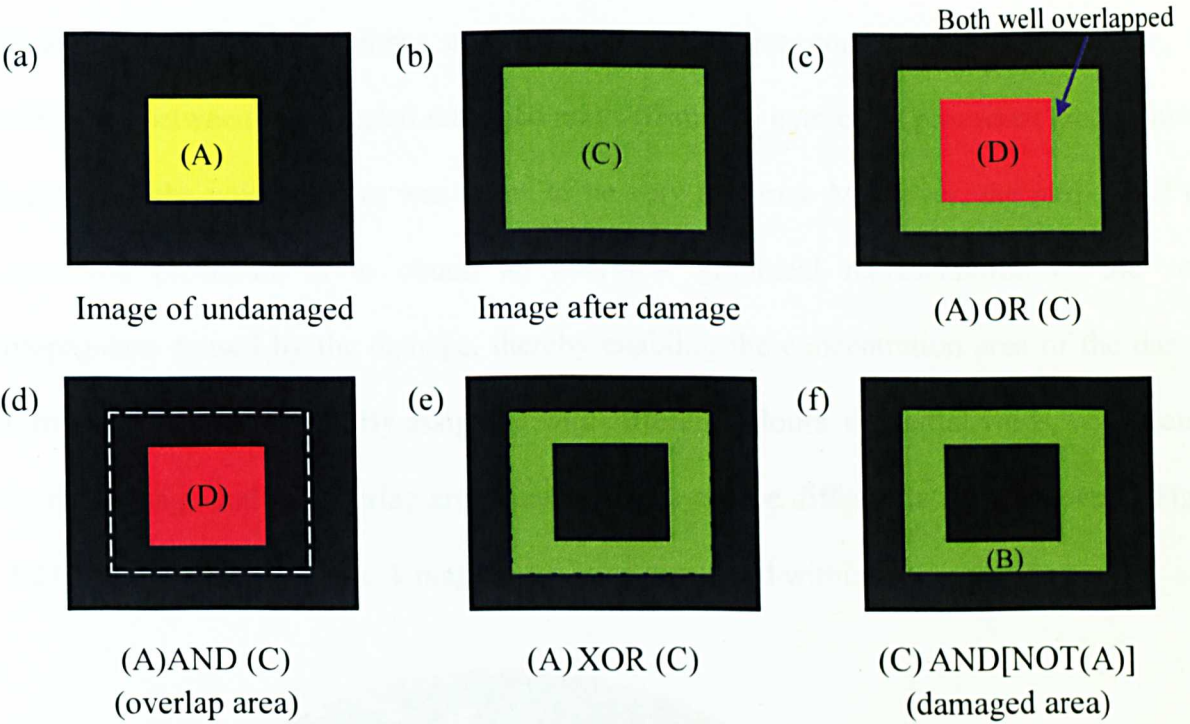 Both well overlapped
(a)
(b)
(c)
(A)
(C)
(D)
Image of undamaged
Image after damage
(A) OR (C)
(d)
(e)
(f)
(D)
(B)
(A)AND (C)
(overlap area)
(A) XOR (C)
(C) AND[NOT(A)]
(damaged area)